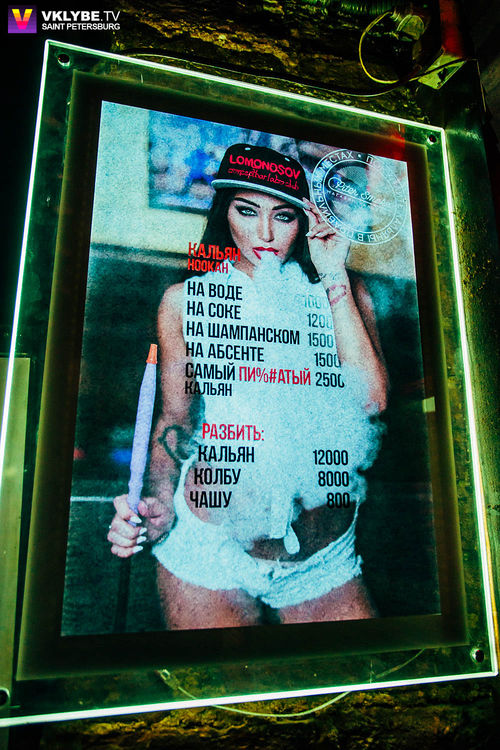 VKLYBE.TV
SAINT PETERSBURG
LOMONOSOV
КАЛЬЯН
HOOKAH
НА ВОДЕ 1000
НА СОКЕ 1200
НА ШАМПАНСКОМ 1500
НА АБСЕНТЕ 1500
САМЫЙ ПИ%#АТЫЙ 2500
КАЛЬЯН
РАЗБИТЬ:
КАЛЬЯН 12000
КОЛБУ 8000
ЧАШУ 800